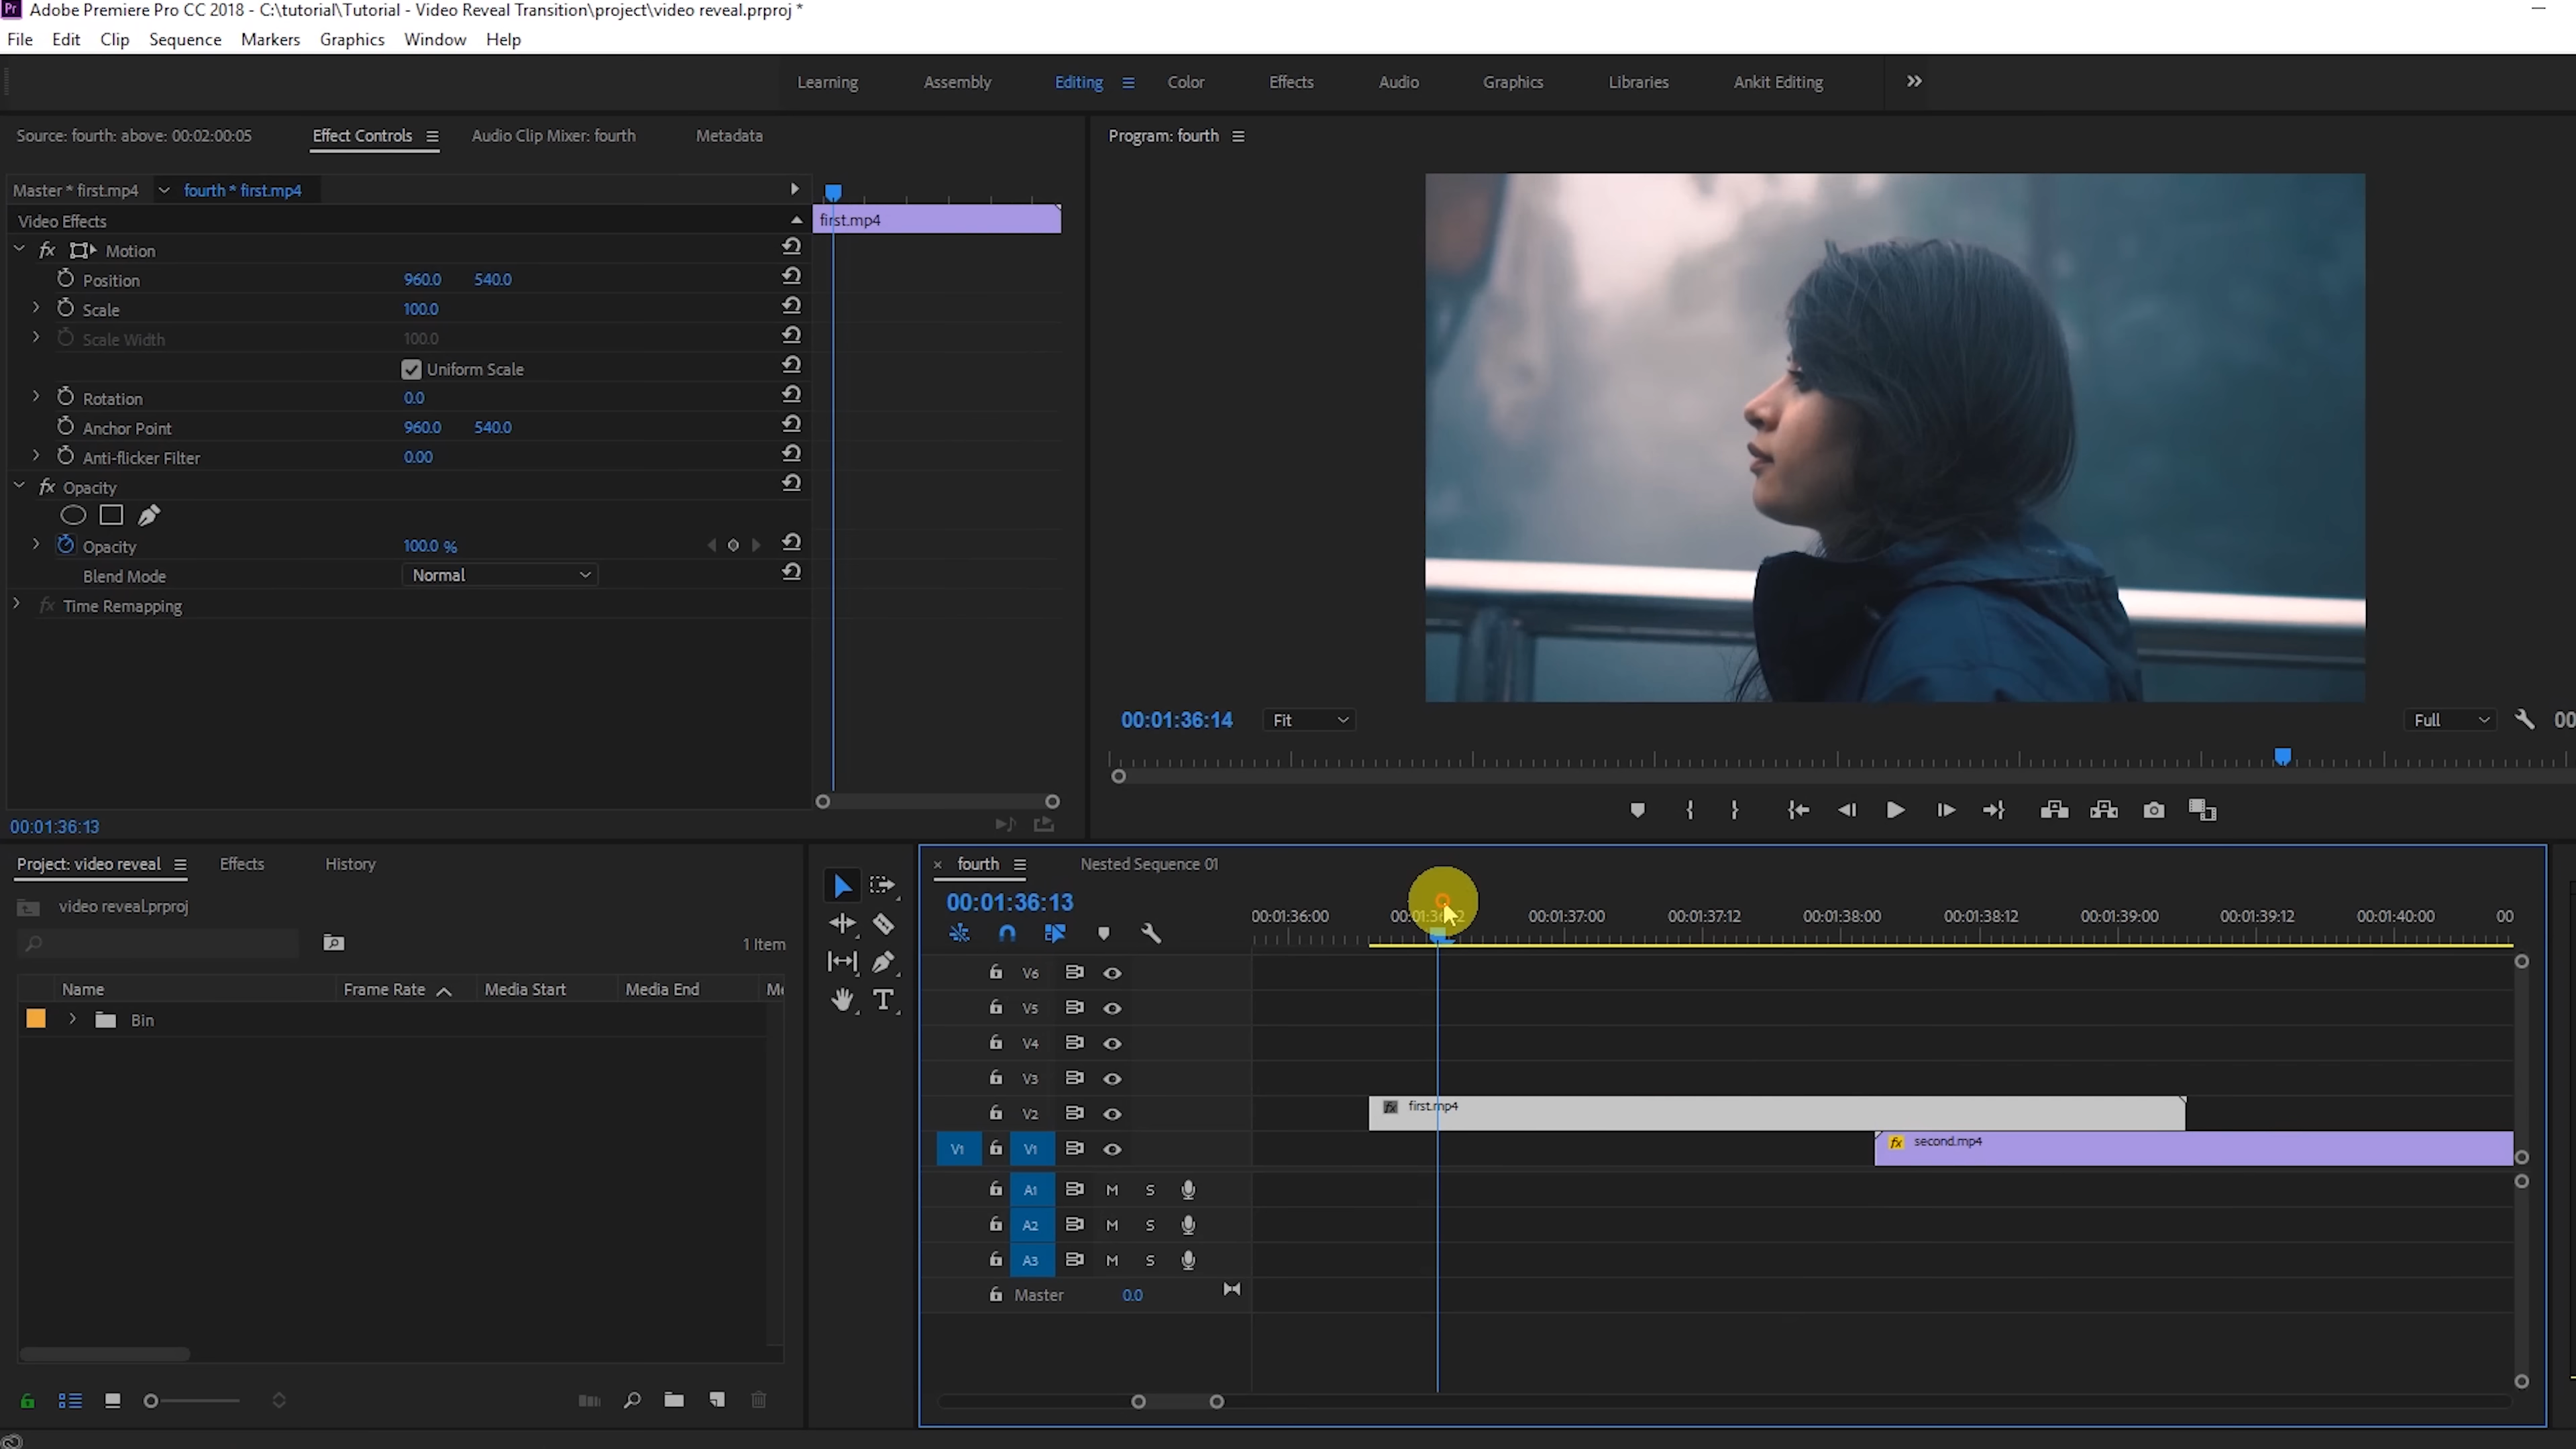 Pr Adobe Premiere Pro CC 2018 - C:\tutorial\Tutorial - Video Reveal Transition\project\video reveal.prproj *
File Edit Clip Sequence Markers Graphics Window Help
Learning Assembly Editing Color Effects Audio Graphics Libraries Ankit Editing
Source: fourth: above: 00:02:00:05 Effect Controls Audio Clip Mixer: fourth Metadata
Program: fourth
Master * first.mp4 fourth * first.mp4
Video Effects
first.mp4
fx Motion
Position 960.0 540.0
Scale 100.0
Scale Width 100.0
Uniform Scale
Rotation 0.0
Anchor Point 960.0 540.0
Anti-flicker Filter 0.00
fx Opacity
Opacity 100.0 %
Blend Mode Normal
fx Time Remapping
00:01:36:14 Fit Full 00
00:01:36:13
Project: video reveal Effects History
fourth Nested Sequence 01
video reveal.prproj
00:01:36:13
00:01:36:00 00:01:37:00 00:01:37:12 00:01:38:00 00:01:38:12 00:01:39:00 00:01:39:12 00:01:40:00 00
1 Item
Name Frame Rate Media Start Media End
Bin
V6
V5
V4
V3
V2 fx first.mp4
V1 V1 fx second.mp4
A1 M S
A2 M S
A3 M S
Master 0.0